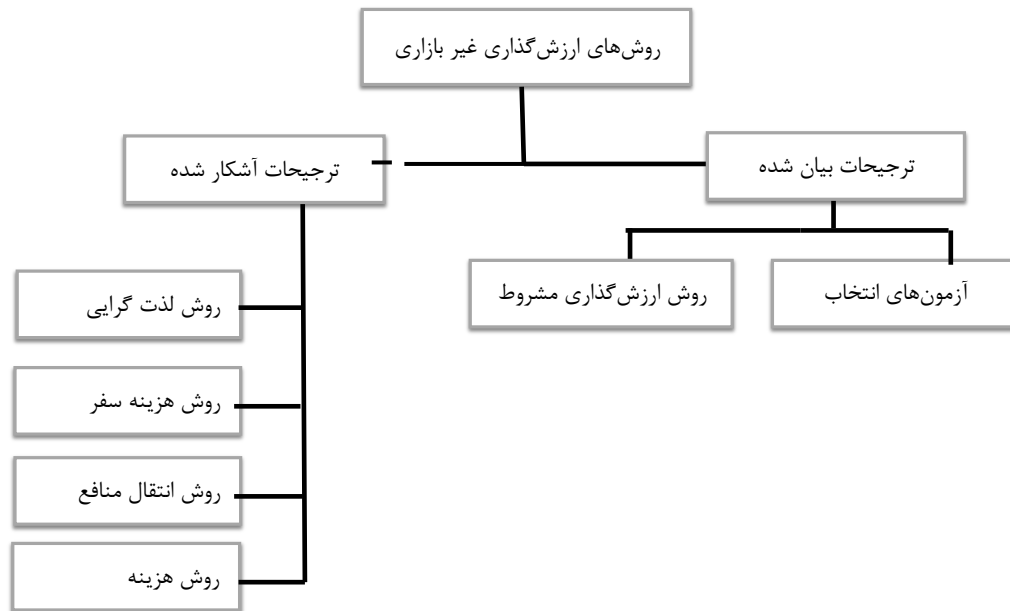 روش‌های ارزش‌گذاری غیر بازاری
ترجیحات بیان شده
ترجیحات آشکار شده
آزمون‌های انتخاب
روش ارزش‌گذاری مشروط
روش لذت گرایی
روش هزینه سفر
روش انتقال منافع
روش هزینه